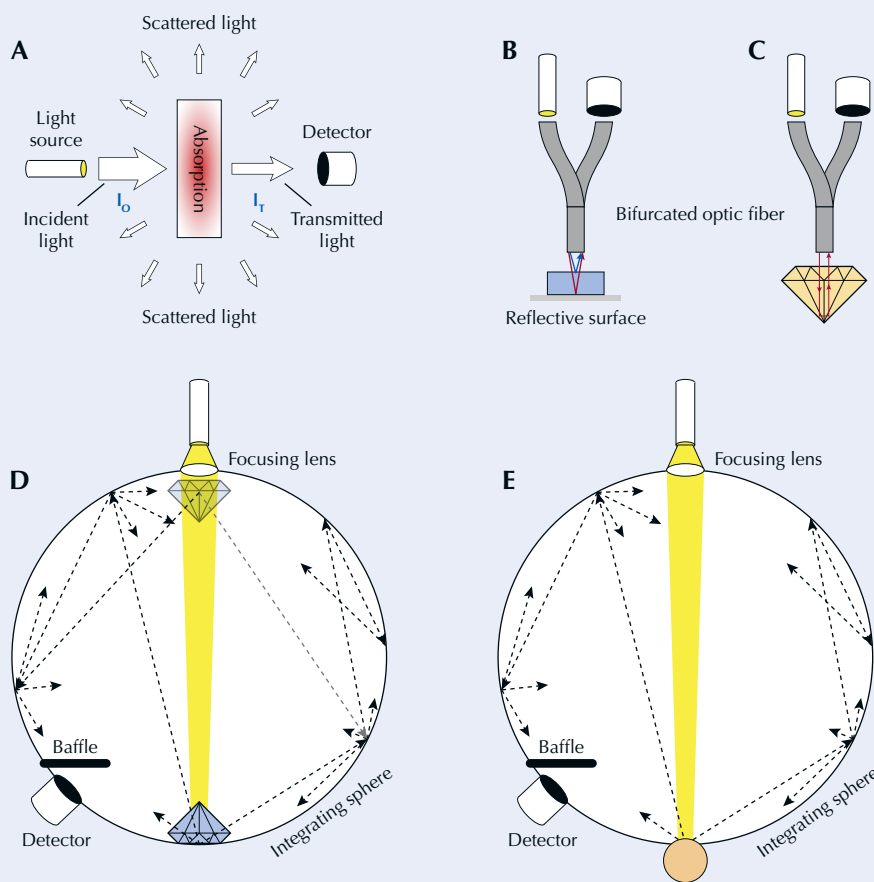 Scattered light
A
B
C
Light
source
Absorption
Detector
I₀
I_T
Incident
light
Transmitted
light
Bifurcated optic fiber
Scattered light
Reflective surface
D
Focusing lens
Baffle
Detector
Integrating sphere
E
Focusing lens
Baffle
Detector
Integrating sphere